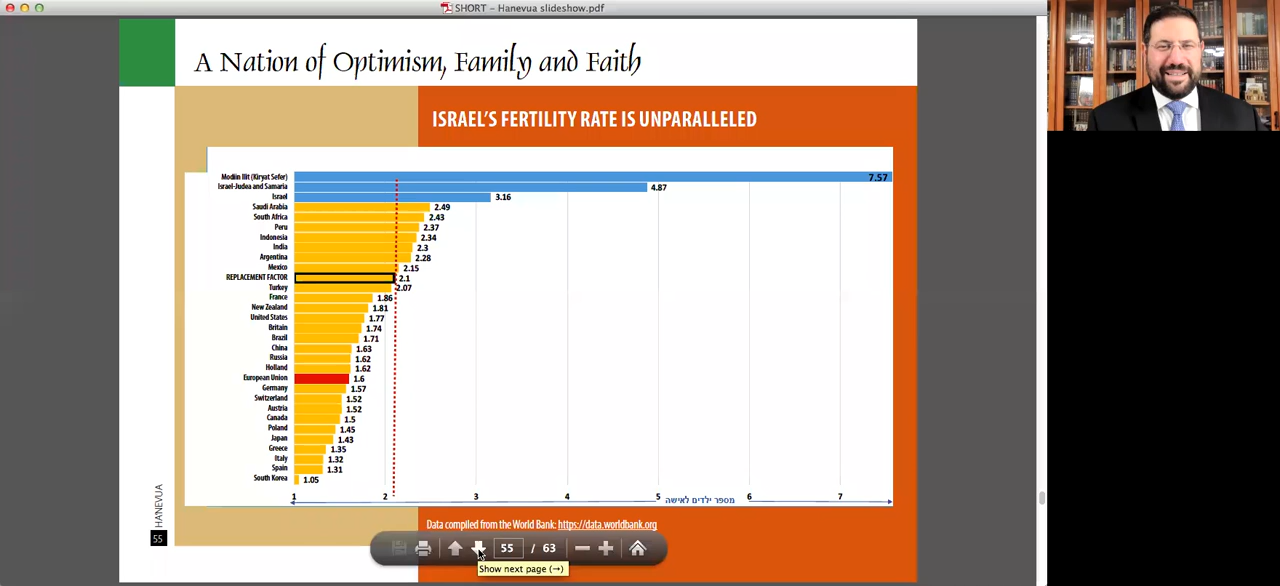 SHORT - Hanevua slideshow.pdf
A Nation of Optimism, Family and Faith
ISRAEL'S FERTILITY RATE IS UNPARALLELED
Modiin Ilit (Kiryat Sefer) 7.57
Israel-Judea and Samaria 4.87
Israel 3.16
Saudi Arabia 2.49
South Africa 2.43
Peru 2.37
Indonesia 2.34
India 2.3
Argentina 2.28
Mexico 2.15
REPLACEMENT FACTOR 2.1
Turkey 2.07
France 1.86
New Zealand 1.81
United States 1.77
Britain 1.74
Brazil 1.71
China 1.63
Russia 1.62
Holland 1.62
European Union 1.6
Germany 1.57
Switzerland 1.52
Austria 1.52
Canada 1.5
Poland 1.45
Japan 1.43
Greece 1.35
Italy 1.32
Spain 1.31
South Korea 1.05
1 2 3 4 5 6 7
מספר ילדים לאישה
HANEVUA
55
Data compiled from the World Bank: https://data.worldbank.org
55 / 63
Show next page (→)